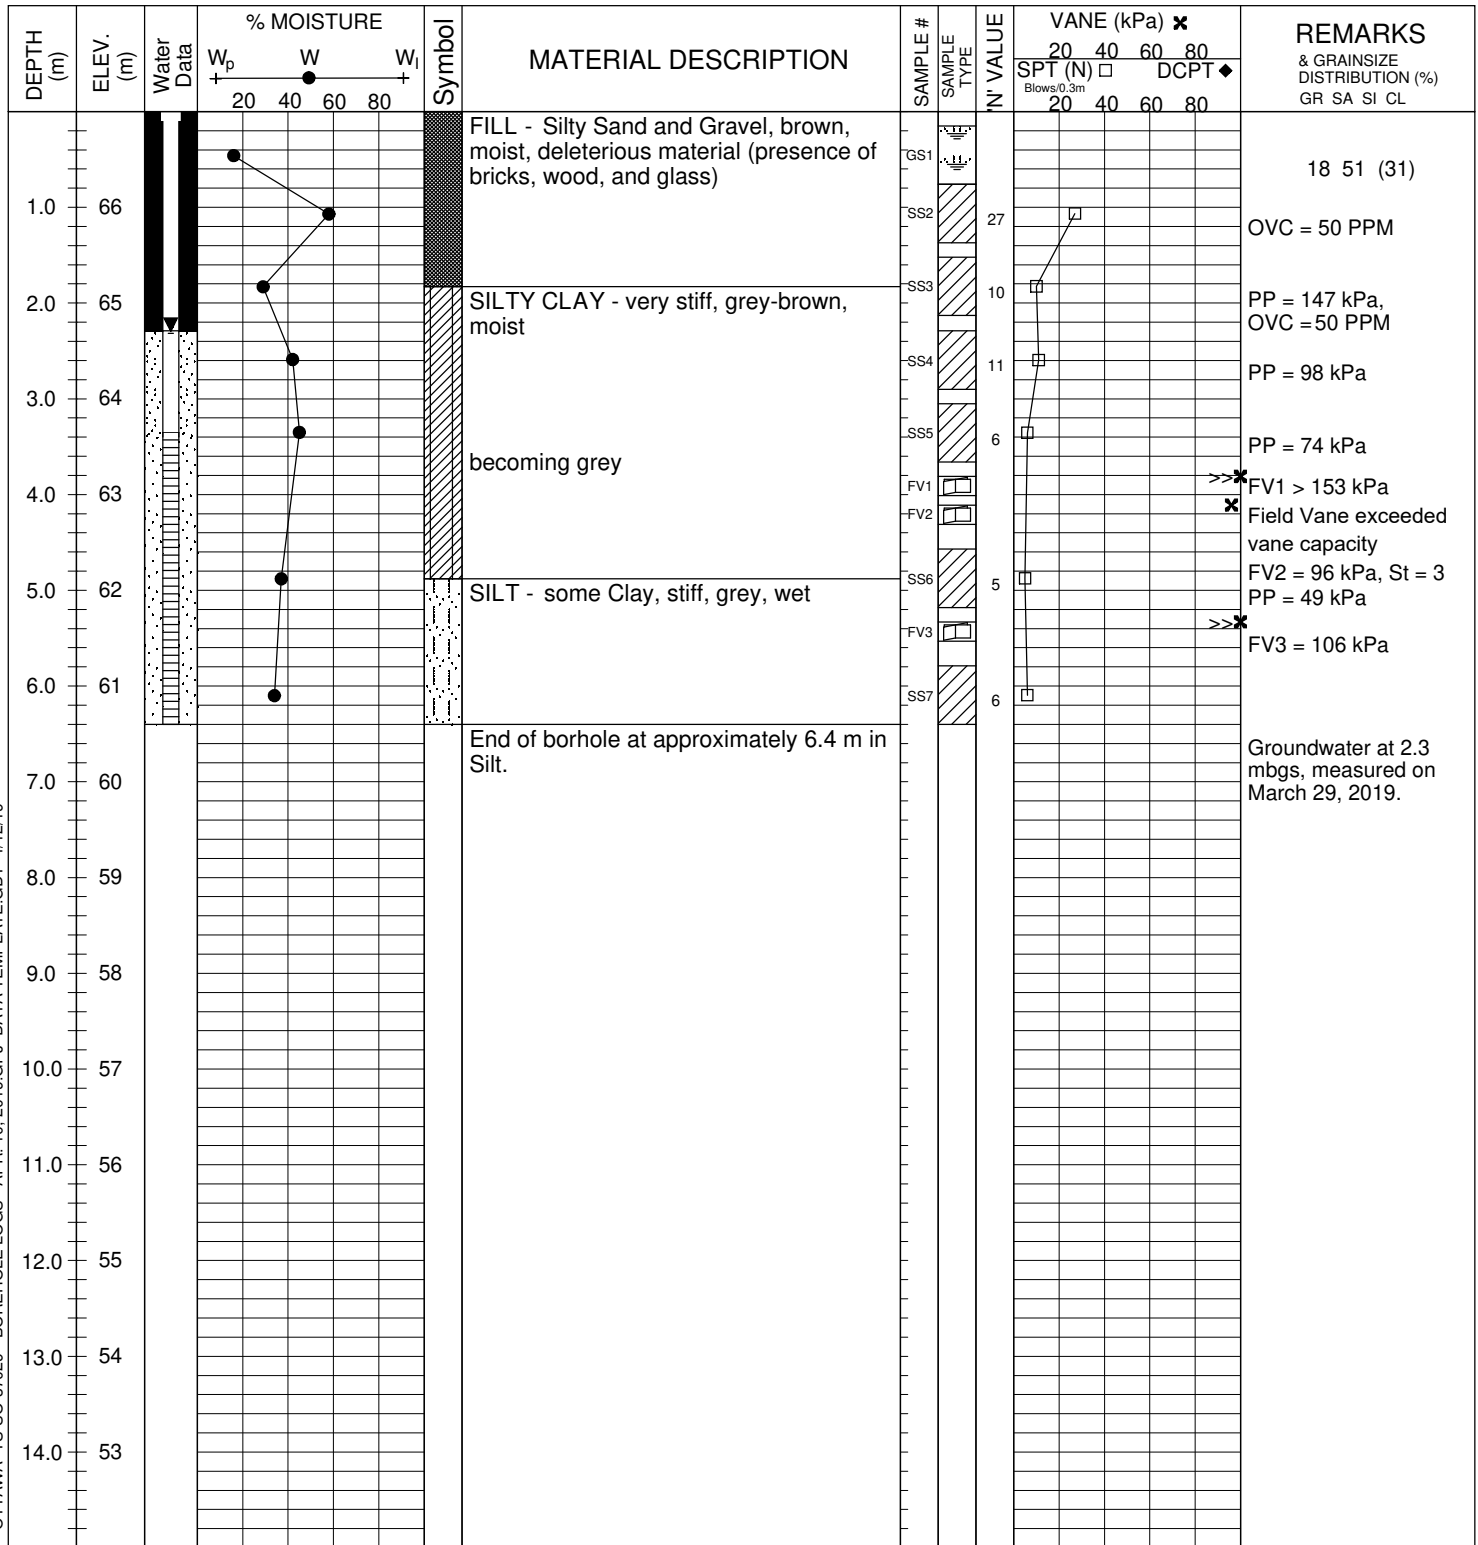 DEPTH (m)
ELEV. (m)
Water Data
% MOISTURE
Wp W Wl
20 40 60 80
Symbol
MATERIAL DESCRIPTION
SAMPLE #
SAMPLE TYPE
'N' VALUE
VANE (kPa)
20 40 60 80
SPT (N) DCPT
Blows/0.3m
20 40 60 80
REMARKS
& GRAINSIZE
DISTRIBUTION (%)
GR SA SI CL
FILL - Silty Sand and Gravel, brown,
moist, deleterious material (presence of
bricks, wood, and glass)
GS1
18 51 (31)
1.0 66
SS2 27
OVC = 50 PPM
SS3 10
2.0 65
SILTY CLAY - very stiff, grey-brown,
moist
PP = 147 kPa,
OVC = 50 PPM
SS4 11
PP = 98 kPa
3.0 64
SS5 6
PP = 74 kPa
becoming grey
>>
FV1
FV1 > 153 kPa
4.0 63
FV2
Field Vane exceeded
vane capacity
SS6 5
FV2 = 96 kPa, St = 3
5.0 62
SILT - some Clay, stiff, grey, wet
PP = 49 kPa
>>
FV3
FV3 = 106 kPa
6.0 61
SS7 6
End of borehole at approximately 6.4 m in
Silt.
Groundwater at 2.3
mbgs, measured on
March 29, 2019.
7.0 60
8.0 59
9.0 58
10.0 57
11.0 56
12.0 55
13.0 54
14.0 53